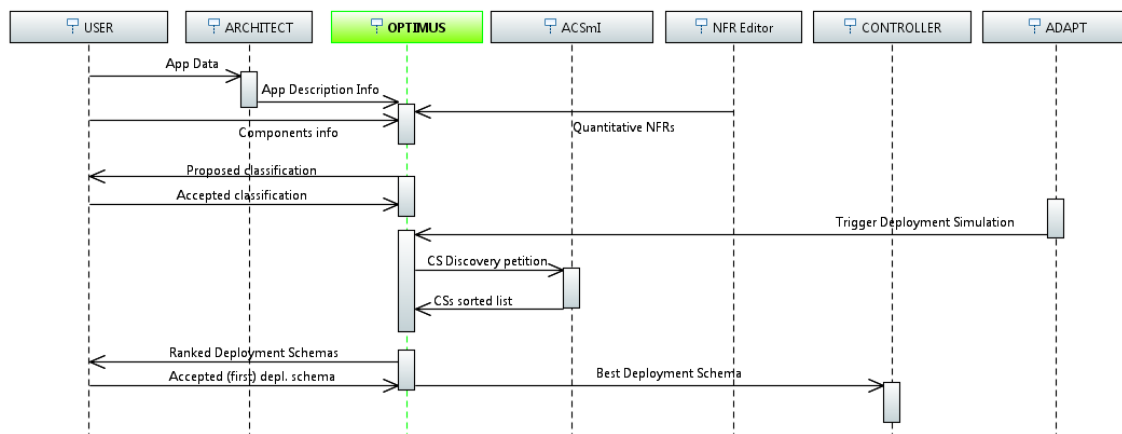 USER
ARCHITECT
OPTIMUS
ACSmI
NFR Editor
CONTROLLER
ADAPT
App Data
App Description Info
Components info
Quantitative NFRs
Proposed classification
Accepted classification
Trigger Deployment Simulation
CS Discovery petition
CSs sorted list
Ranked Deployment Schemas
Accepted (first) depl. schema
Best Deployment Schema